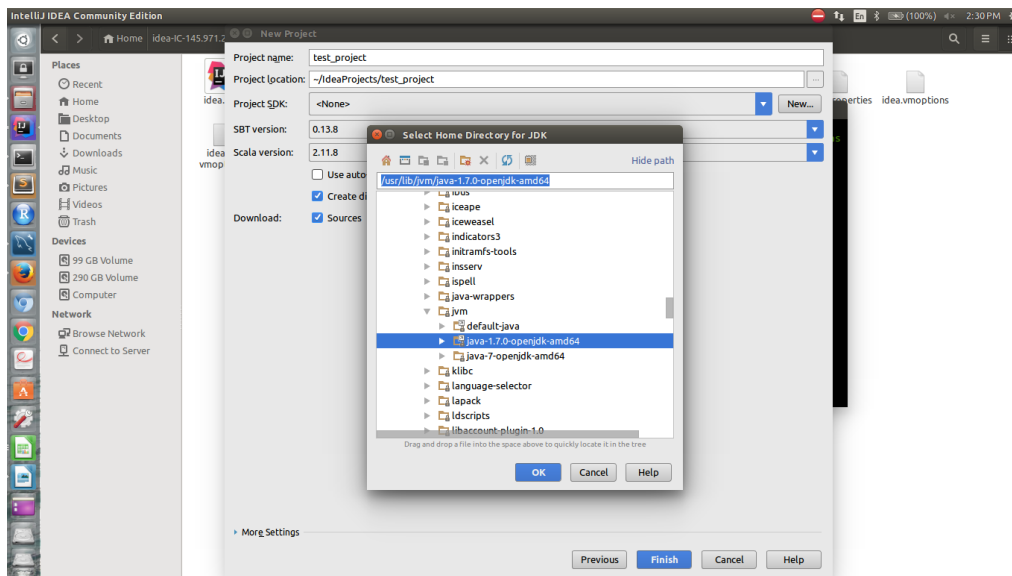 IntelliJ IDEA Community Edition
En (100%) 2:30 PM
Home idea-IC-145.971.2
New Project
Places
Recent
Home
Desktop
Documents
Downloads
Music
Pictures
Videos
Trash
Devices
99 GB Volume
290 GB Volume
Computer
Network
Browse Network
Connect to Server
idea.
idea
vmop
operties
idea.vmoptions
Project name: test_project
Project location: ~/IdeaProjects/test_project ...
Project SDK: <None> New...
SBT version: 0.13.8
Scala version: 2.11.8
Use auto
Create di
Download: Sources
Select Home Directory for JDK
Hide path
/usr/lib/jvm/java-1.7.0-openjdk-amd64
ibus
iceape
iceweasel
indicators3
initramfs-tools
insserv
ispell
java-wrappers
jvm
default-java
java-1.7.0-openjdk-amd64
java-7-openjdk-amd64
klibc
language-selector
lapack
ldscripts
libaccount-plugin-1.0
Drag and drop a file into the space above to quickly locate it in the tree
OK Cancel Help
More Settings
Previous Finish Cancel Help